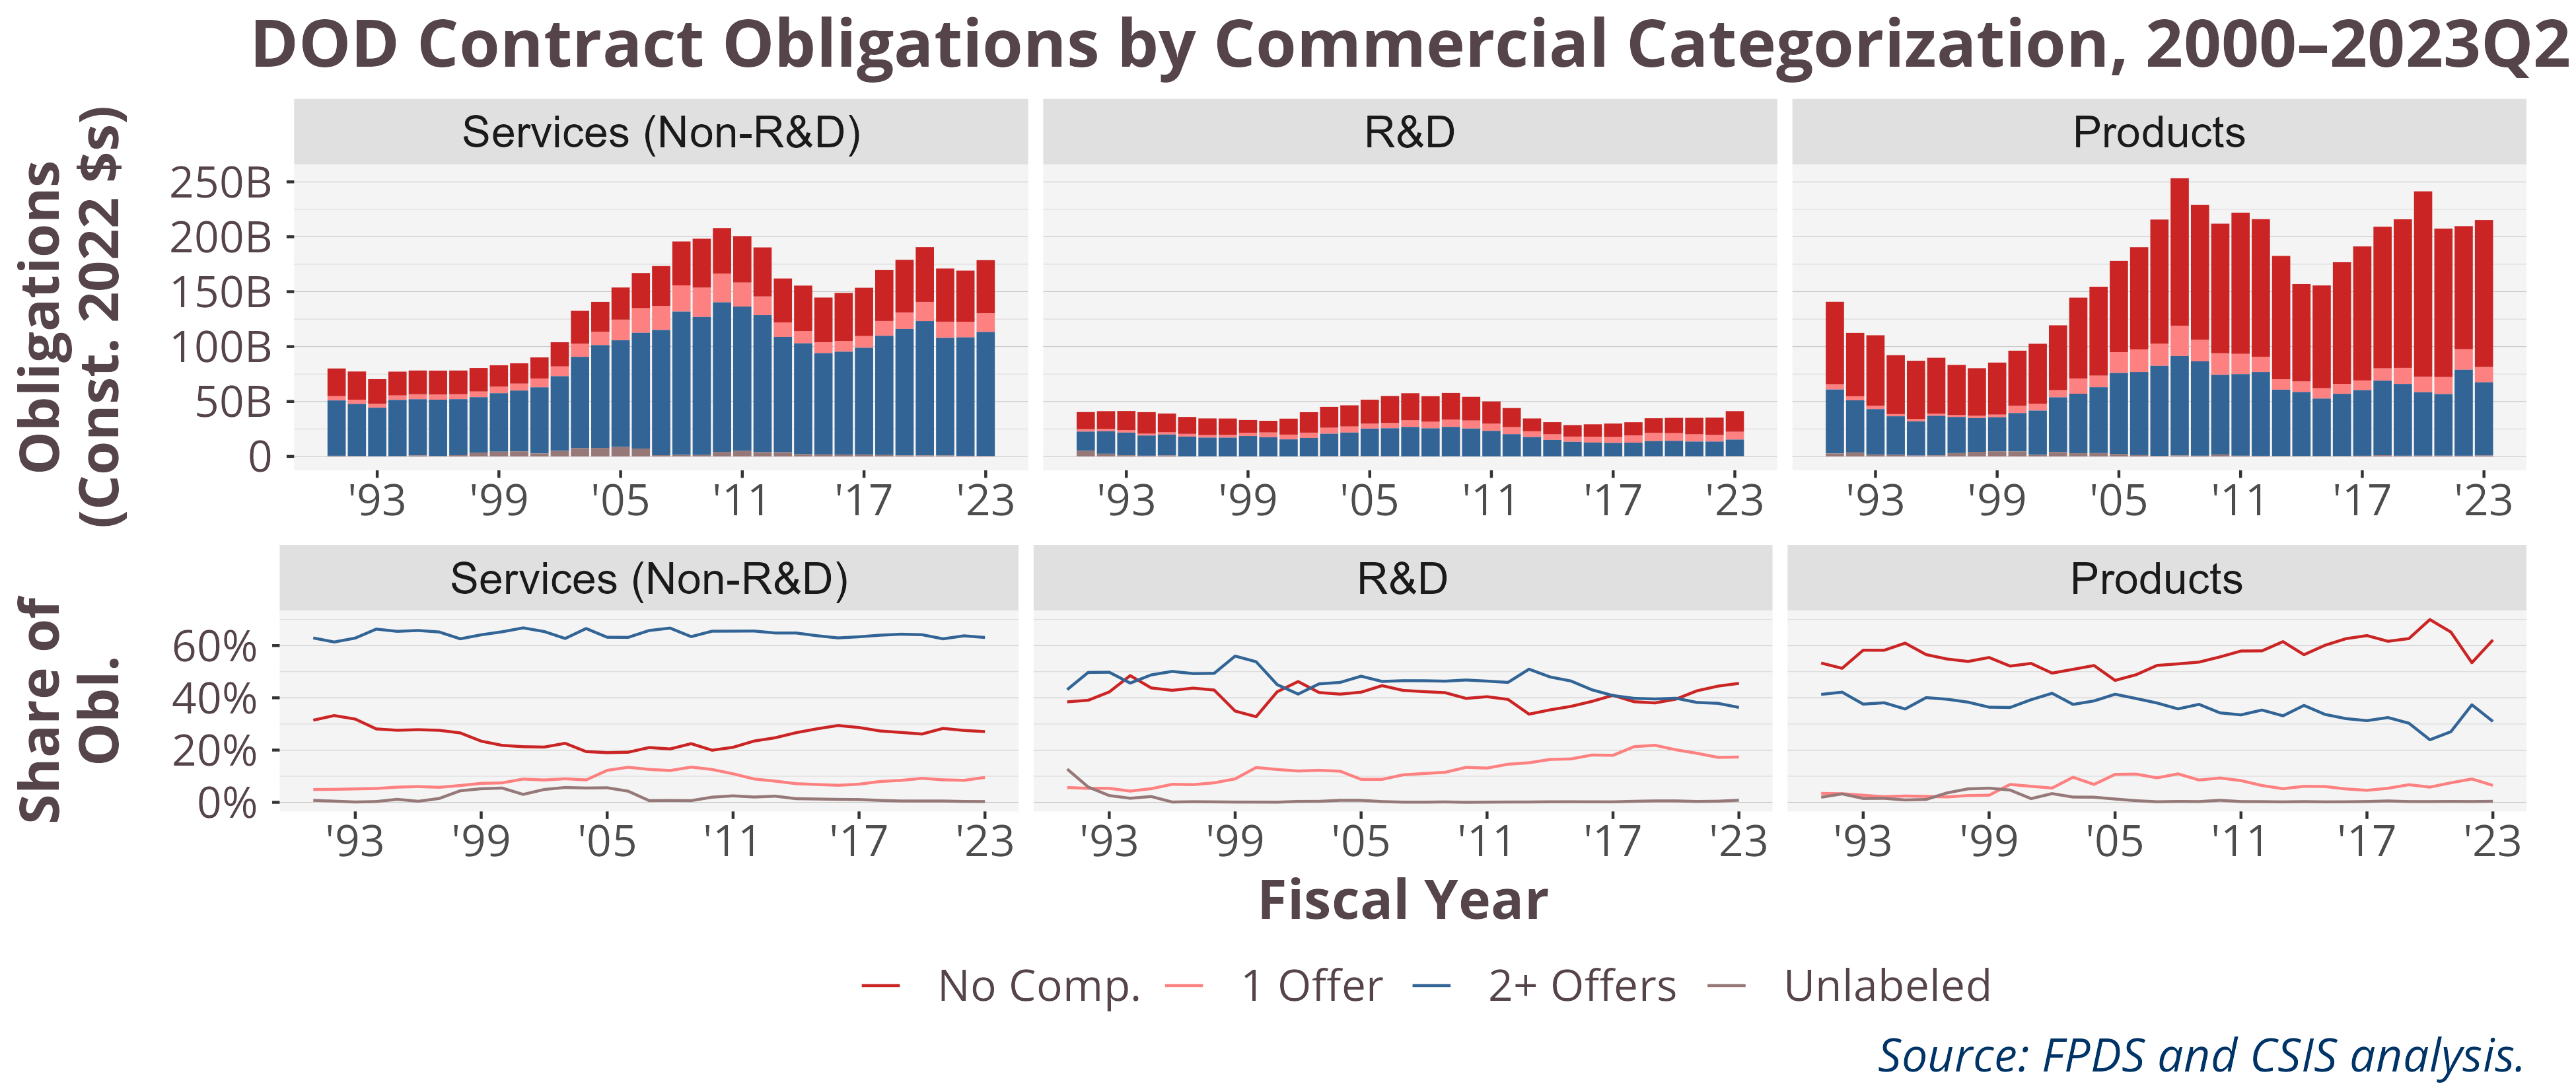 DOD Contract Obligations by Commercial Categorization, 2000–2023Q2
Obligations
(Const. 2022 $s)
Services (Non-R&D)
R&D
Products
250B
200B
150B
100B
50B
0
'93 '99 '05 '11 '17 '23
'93 '99 '05 '11 '17 '23
'93 '99 '05 '11 '17 '23
Share of
Obl.
Services (Non-R&D)
R&D
Products
60%
40%
20%
0%
'93 '99 '05 '11 '17 '23
'93 '99 '05 '11 '17 '23
'93 '99 '05 '11 '17 '23
Fiscal Year
No Comp. 1 Offer 2+ Offers Unlabeled
Source: FPDS and CSIS analysis.